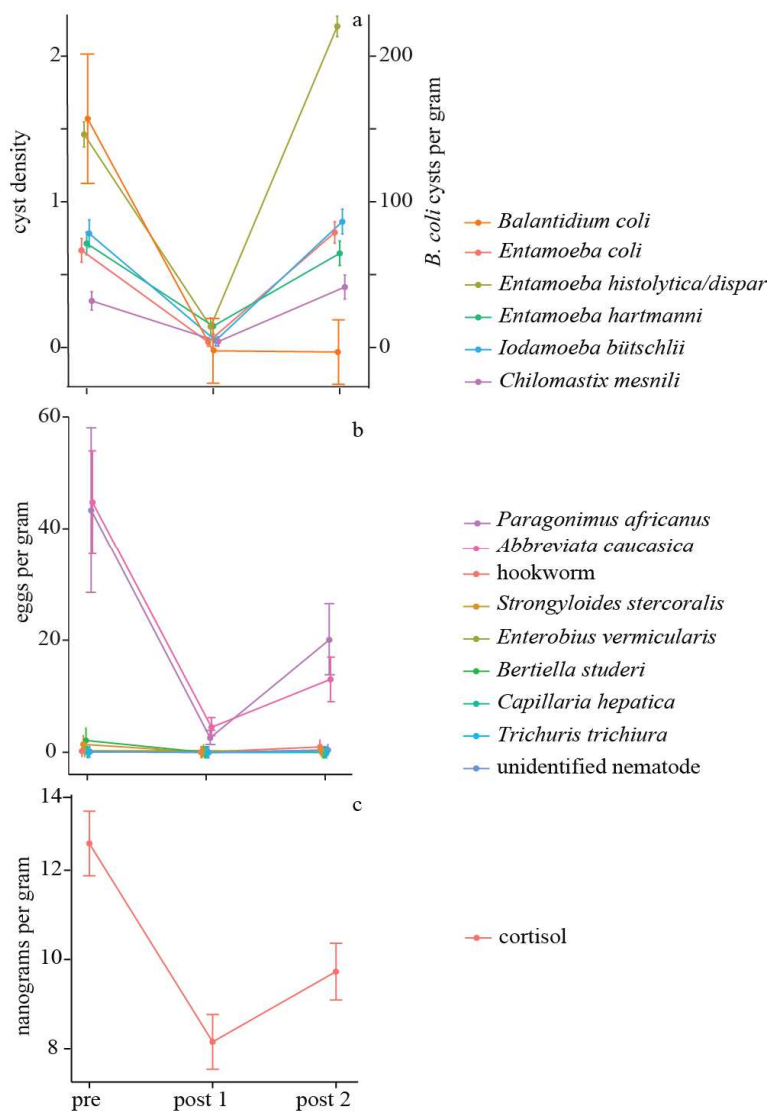 a
2
1
0
cyst density
200
100
0
B. coli cysts per gram
Balantidium coli
Entamoeba coli
Entamoeba histolytica/dispar
Entamoeba hartmanni
Iodamoeba bütschlii
Chilomastix mesnili
b
60
40
20
0
eggs per gram
Paragonimus africanus
Abbreviata caucasica
hookworm
Strongyloides stercoralis
Enterobius vermicularis
Bertiella studeri
Capillaria hepatica
Trichuris trichiura
unidentified nematode
c
14
12
10
8
nanograms per gram
cortisol
pre post 1 post 2